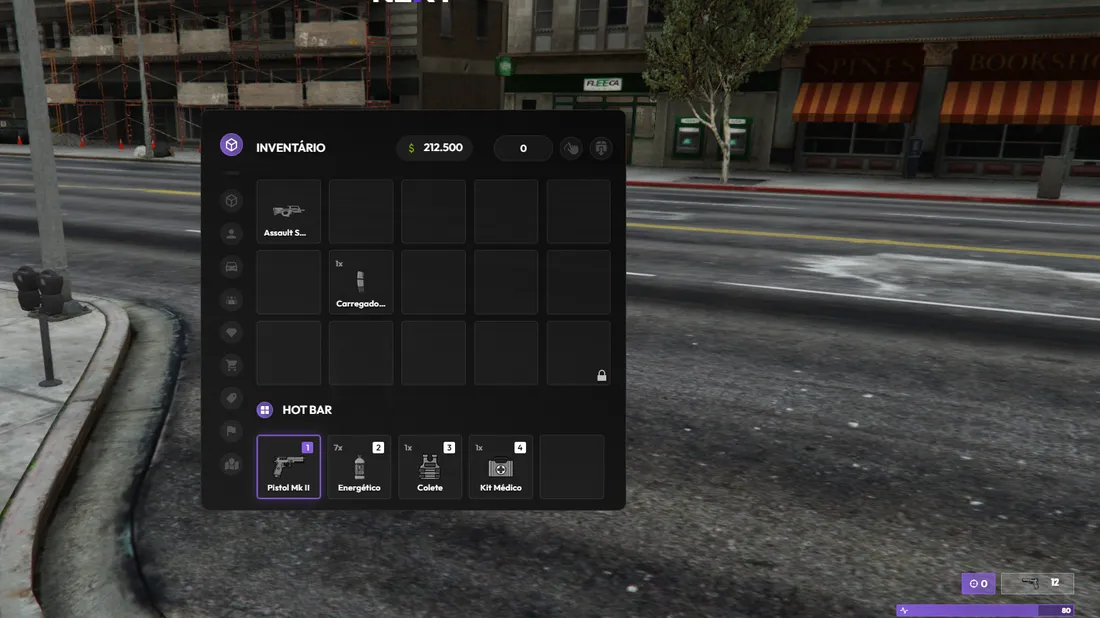 FLEECA
SPINES
BOOKSHO
INVENTÁRIO
$ 212.500
0
Assault S...
1x
Carregado...
HOT BAR
1
Pistol Mk II
7x
2
Energético
1x
3
Colete
1x
4
Kit Médico
0
12
80